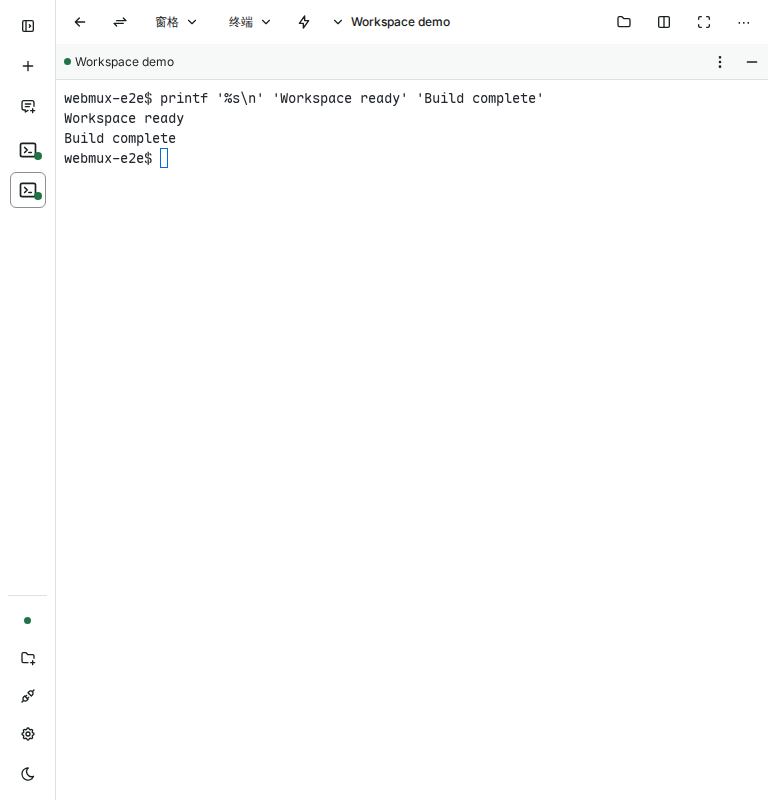 窗格 终端 Workspace demo
Workspace demo
webmux-e2e$ printf '%s\n' 'Workspace ready' 'Build complete'
Workspace ready
Build complete
webmux-e2e$